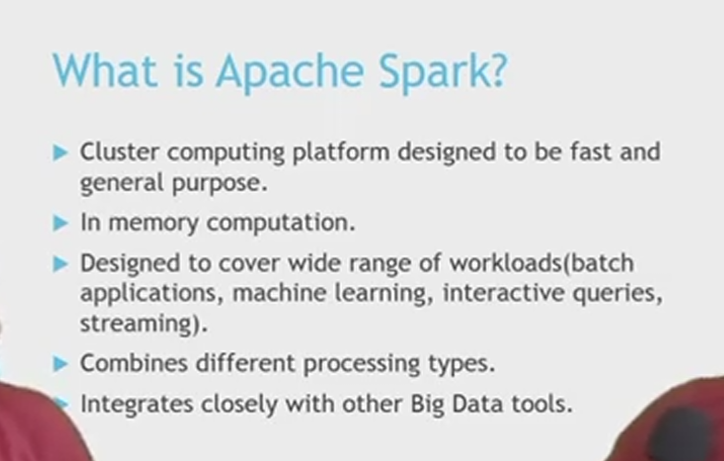 What is Apache Spark?
Cluster computing platform designed to be fast and
general purpose.
In memory computation.
Designed to cover wide range of workloads(batch
applications, machine learning, interactive queries,
streaming).
Combines different processing types.
Integrates closely with other Big Data tools.